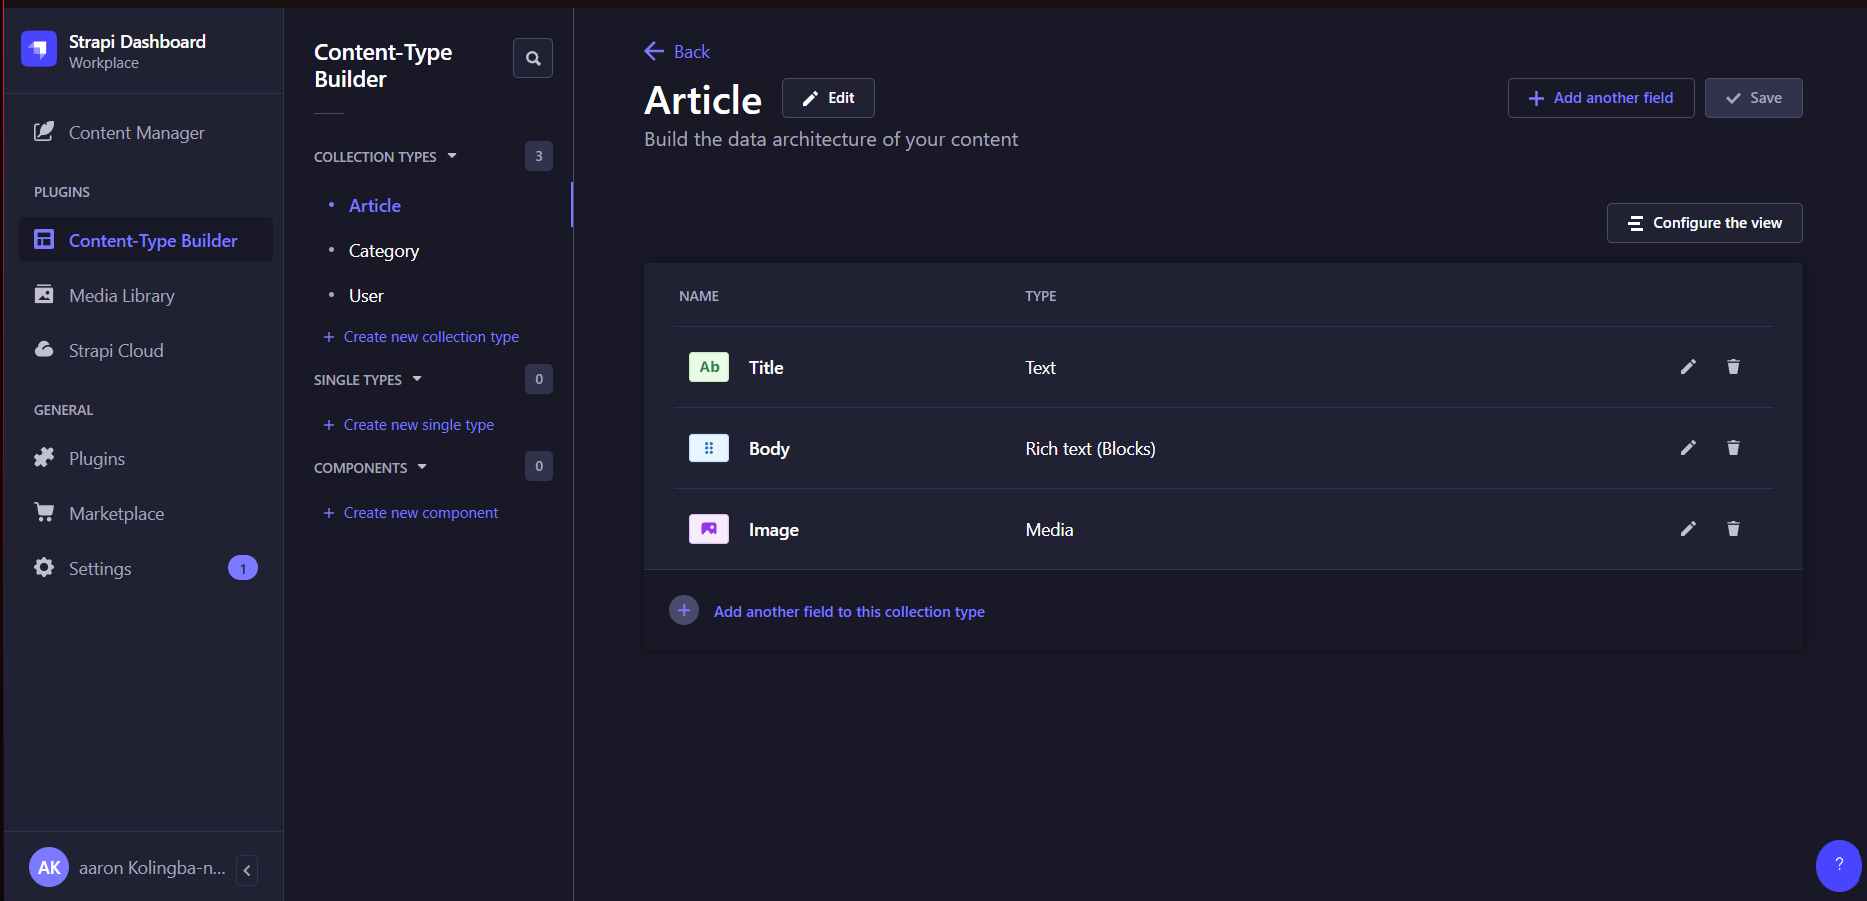 Strapi Dashboard
Workplace
Content Manager
PLUGINS
Content-Type Builder
Media Library
Strapi Cloud
GENERAL
Plugins
Marketplace
Settings
1
AK
aaron Kolingba-n...
Content-Type
Builder
COLLECTION TYPES
3
Article
Category
User
Create new collection type
SINGLE TYPES
0
Create new single type
COMPONENTS
0
Create new component
Back
Article
Edit
Add another field
Save
Build the data architecture of your content
Configure the view
NAME TYPE
Ab Title Text
Body Rich text (Blocks)
Image Media
Add another field to this collection type
?